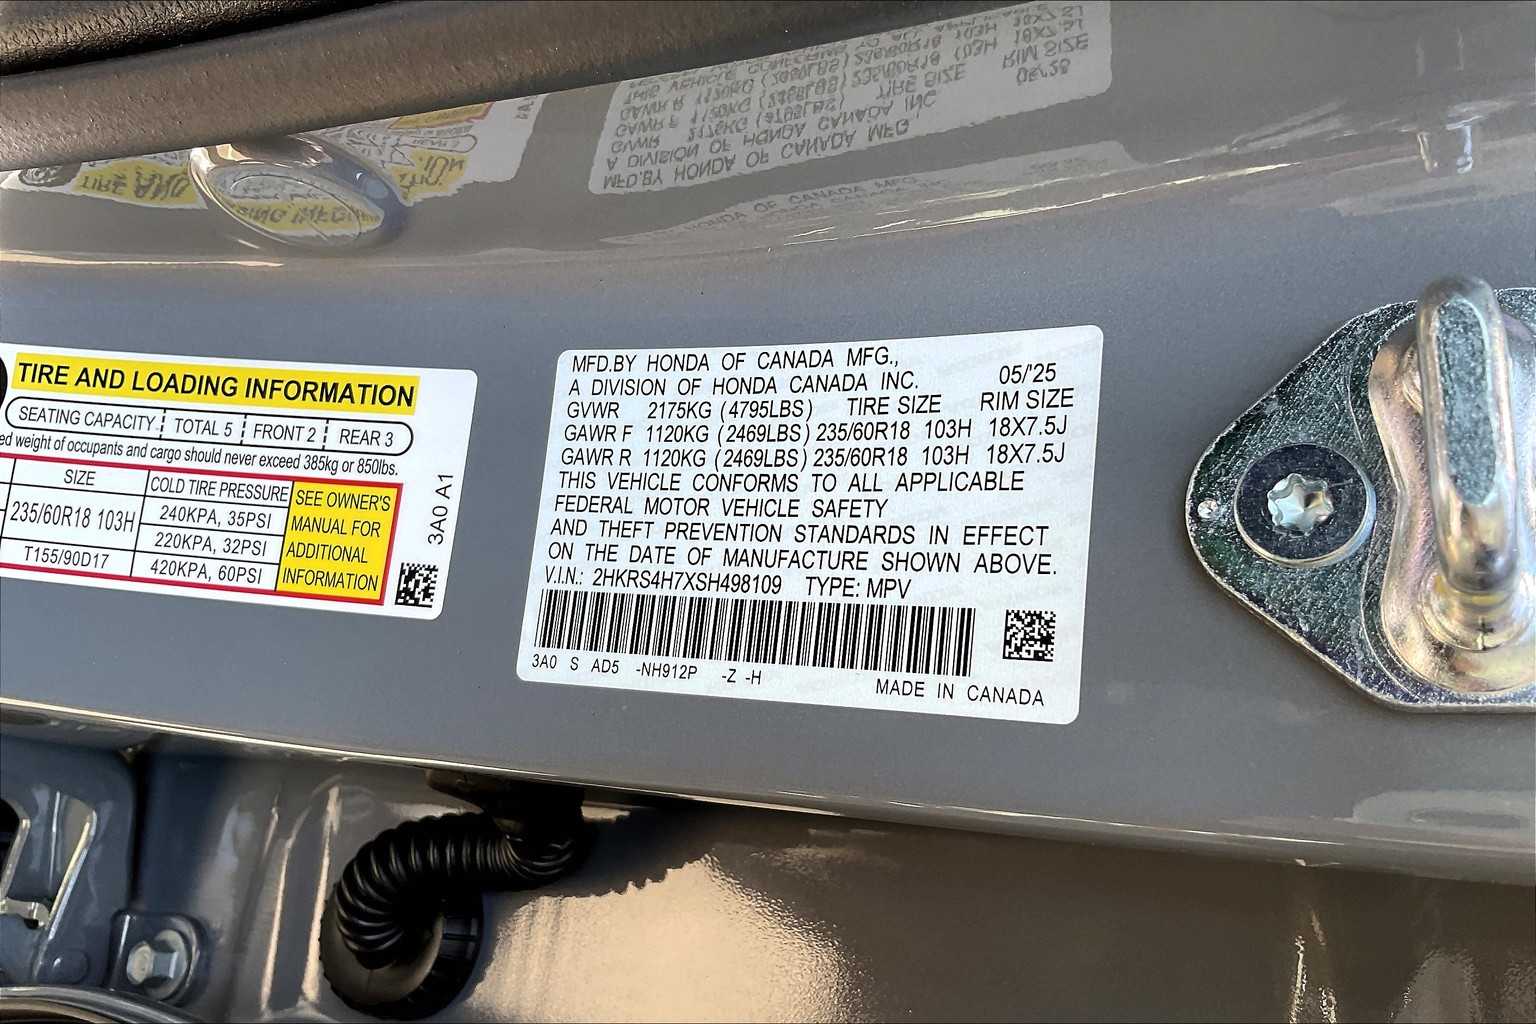 TIRE AND LOADING INFORMATION
SEATING CAPACITY TOTAL 5 FRONT 2 REAR 3
weight of occupants and cargo should never exceed 385kg or 850lbs.
SIZE COLD TIRE PRESSURE
235/60R18 103H 240KPA, 35PSI
220KPA, 32PSI
T155/90D17 420KPA, 60PSI
SEE OWNER'S
MANUAL FOR
ADDITIONAL
INFORMATION
3A0 A1
MFD.BY HONDA OF CANADA MFG.,
A DIVISION OF HONDA CANADA INC. 05/'25
GVWR 2175KG (4795LBS) TIRE SIZE RIM SIZE
GAWR F 1120KG (2469LBS) 235/60R18 103H 18X7.5J
GAWR R 1120KG (2469LBS) 235/60R18 103H 18X7.5J
THIS VEHICLE CONFORMS TO ALL APPLICABLE
FEDERAL MOTOR VEHICLE SAFETY
AND THEFT PREVENTION STANDARDS IN EFFECT
ON THE DATE OF MANUFACTURE SHOWN ABOVE.
V.I.N.: 2HKRS4H7XSH498109 TYPE: MPV
3A0 S AD5 -NH912P -Z -H
MADE IN CANADA